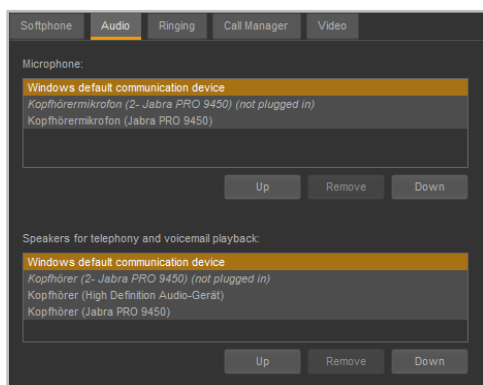 Softphone Audio Ringing Call Manager Video
Microphone:
Windows default communication device
Kopfhörermikrofon (2- Jabra PRO 9450) (not plugged in)
Kopfhörermikrofon (Jabra PRO 9450)
Up Remove Down
Speakers for telephony and voicemail playback:
Windows default communication device
Kopfhörer (2- Jabra PRO 9450) (not plugged in)
Kopfhörer (High Definition Audio-Gerät)
Kopfhörer (Jabra PRO 9450)
Up Remove Down